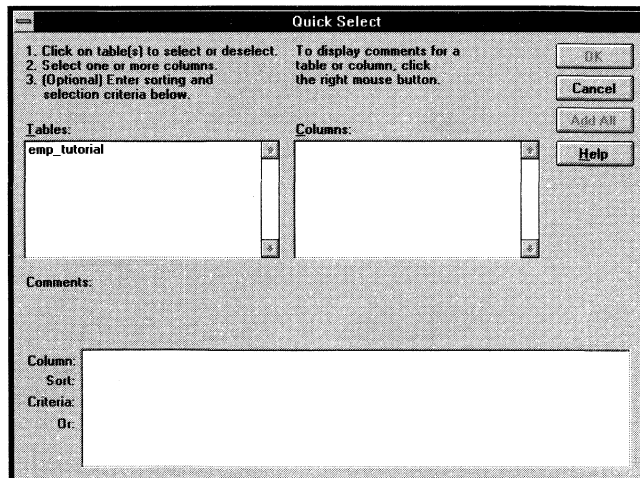 Quick Select
1. Click on table(s) to select or deselect.
2. Select one or more columns.
3. (Optional) Enter sorting and
selection criteria below.
To display comments for a
table or column, click
the right mouse button.
OK
Cancel
Add All
Help
Tables:
emp_tutorial
Columns:
Comments:
Column:
Sort:
Criteria:
Or: